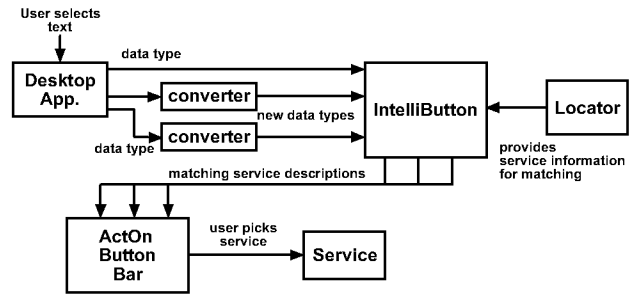 User selects
text
data type
Desktop
App.
converter
new data types
converter
data type
IntelliButton
Locator
provides
service information
for matching
matching service descriptions
ActOn
Button
Bar
user picks
service
Service